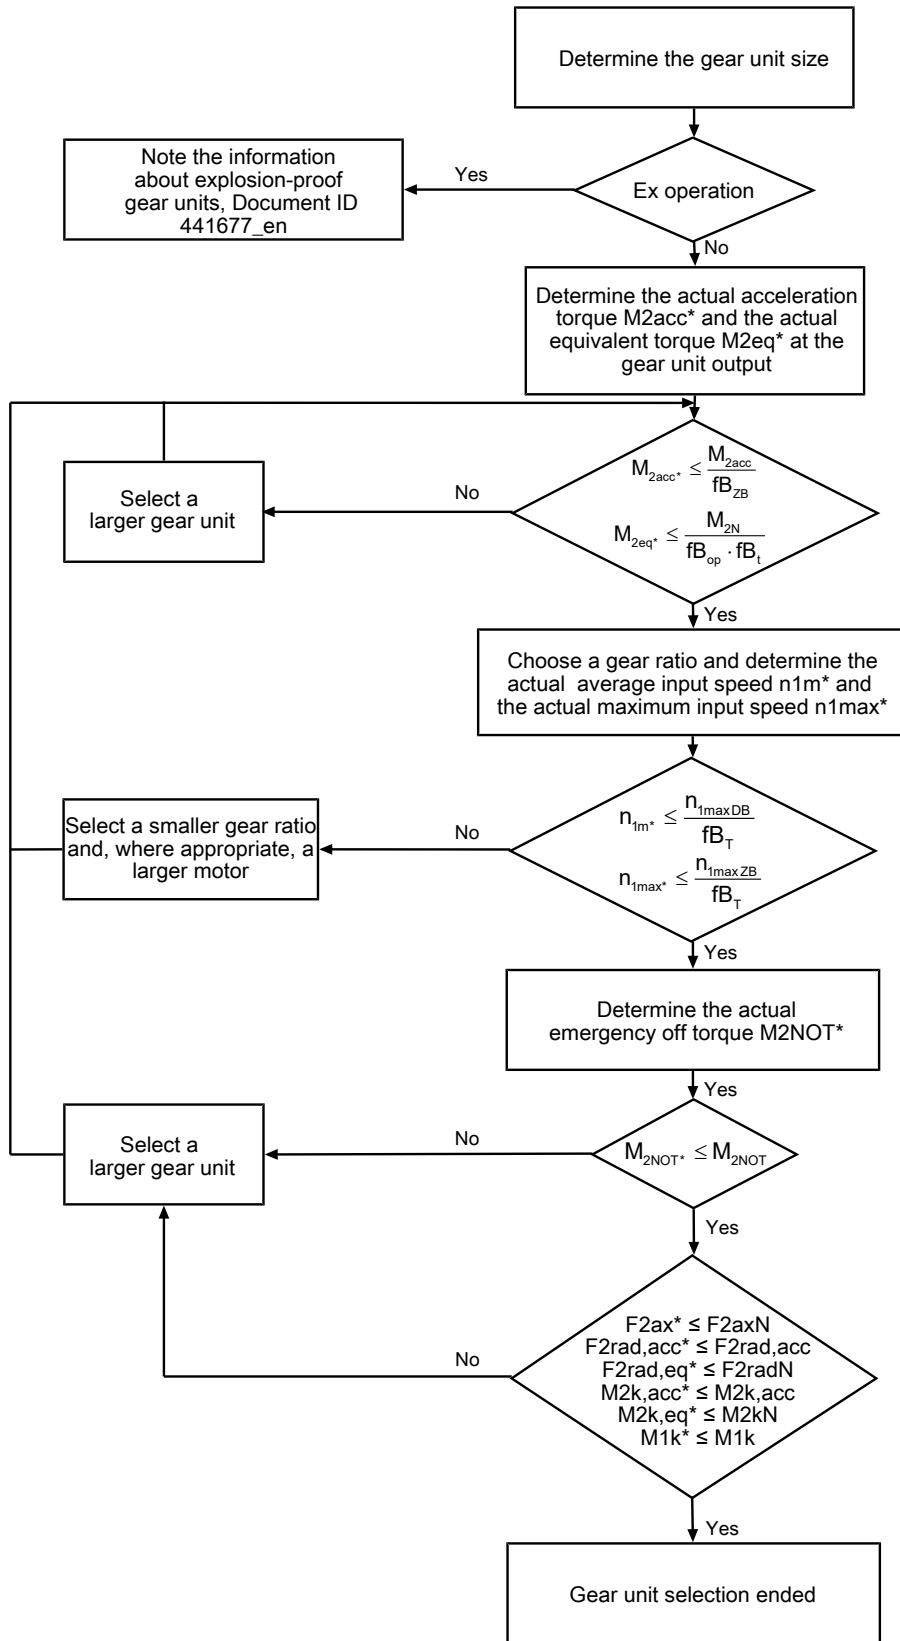 Determine the gear unit size
Note the information
about explosion-proof
gear units, Document ID
441677_en
Yes
Ex operation
No
Determine the actual acceleration
torque M2acc* and the actual
equivalent torque M2eq* at the
gear unit output
Select a
larger gear unit
No
M2acc* ≤ M2acc / fBZB
M2eq* ≤ M2N / fBop · fBt
Yes
Choose a gear ratio and determine the
actual average input speed n1m* and
the actual maximum input speed n1max*
Select a smaller gear ratio
and, where appropriate, a
larger motor
No
n1m* ≤ n1maxDB / fBT
n1max* ≤ n1maxZB / fBT
Yes
Determine the actual
emergency off torque M2NOT*
Yes
Select a
larger gear unit
No
M2NOT* ≤ M2NOT
Yes
No
F2ax* ≤ F2axN
F2rad,acc* ≤ F2rad,acc
F2rad,eq* ≤ F2radN
M2k,acc* ≤ M2k,acc
M2k,eq* ≤ M2kN
M1k* ≤ M1k
Yes
Gear unit selection ended